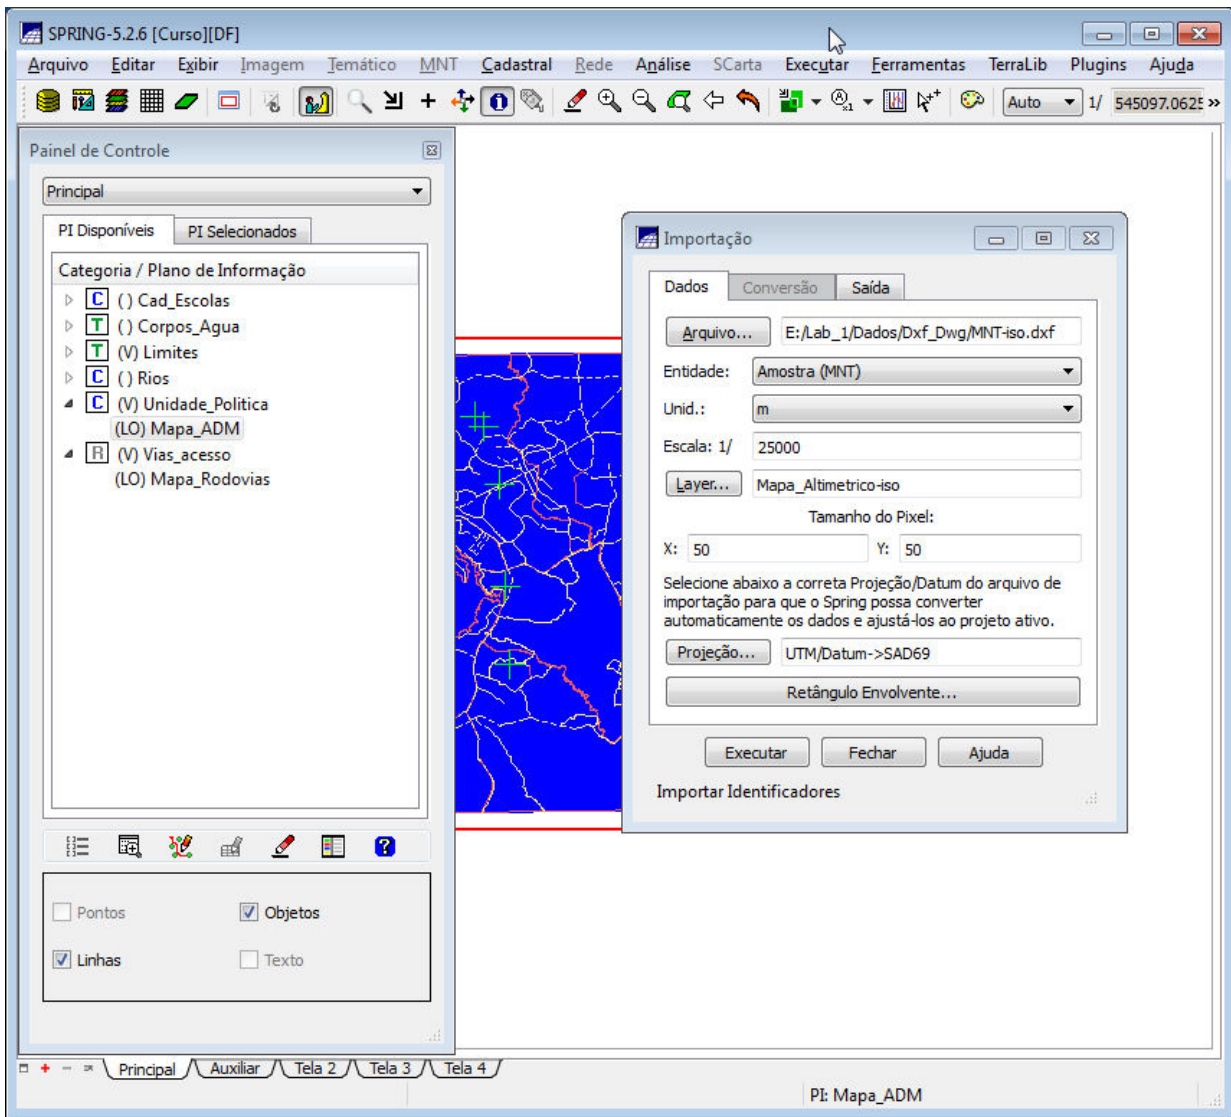 SPRING-5.2.6 [Curso][DF]
Arquivo Editar Exibir Imagem Temático MNT Cadastral Rede Análise SCarta Executar Ferramentas TerraLib Plugins Ajuda
Auto 1/ 545097.0625 »
Painel de Controle
Principal
PI Disponíveis PI Selecionados
Categoria / Plano de Informação
C ( ) Cad_Escolas
T ( ) Corpos_Agua
T (V) Limites
C ( ) Rios
C (V) Unidade_Politica
(LO) Mapa_ADM
R (V) Vias_acesso
(LO) Mapa_Rodovias
Pontos Objetos
Linhas Texto
Importação
Dados Conversão Saída
Arquivo... E:/Lab_1/Dados/Dxf_Dwg/MNT-iso.dxf
Entidade: Amostra (MNT)
Unid.: m
Escala: 1/ 25000
Layer... Mapa_Altimetrico-iso
Tamanho do Pixel:
X: 50 Y: 50
Selecione abaixo a correta Projeção/Datum do arquivo de
importação para que o Spring possa converter
automaticamente os dados e ajustá-los ao projeto ativo.
Projeção... UTM/Datum->SAD69
Retângulo Envolvente...
Executar Fechar Ajuda
Importar Identificadores
Principal Auxiliar Tela 2 Tela 3 Tela 4
PI: Mapa_ADM